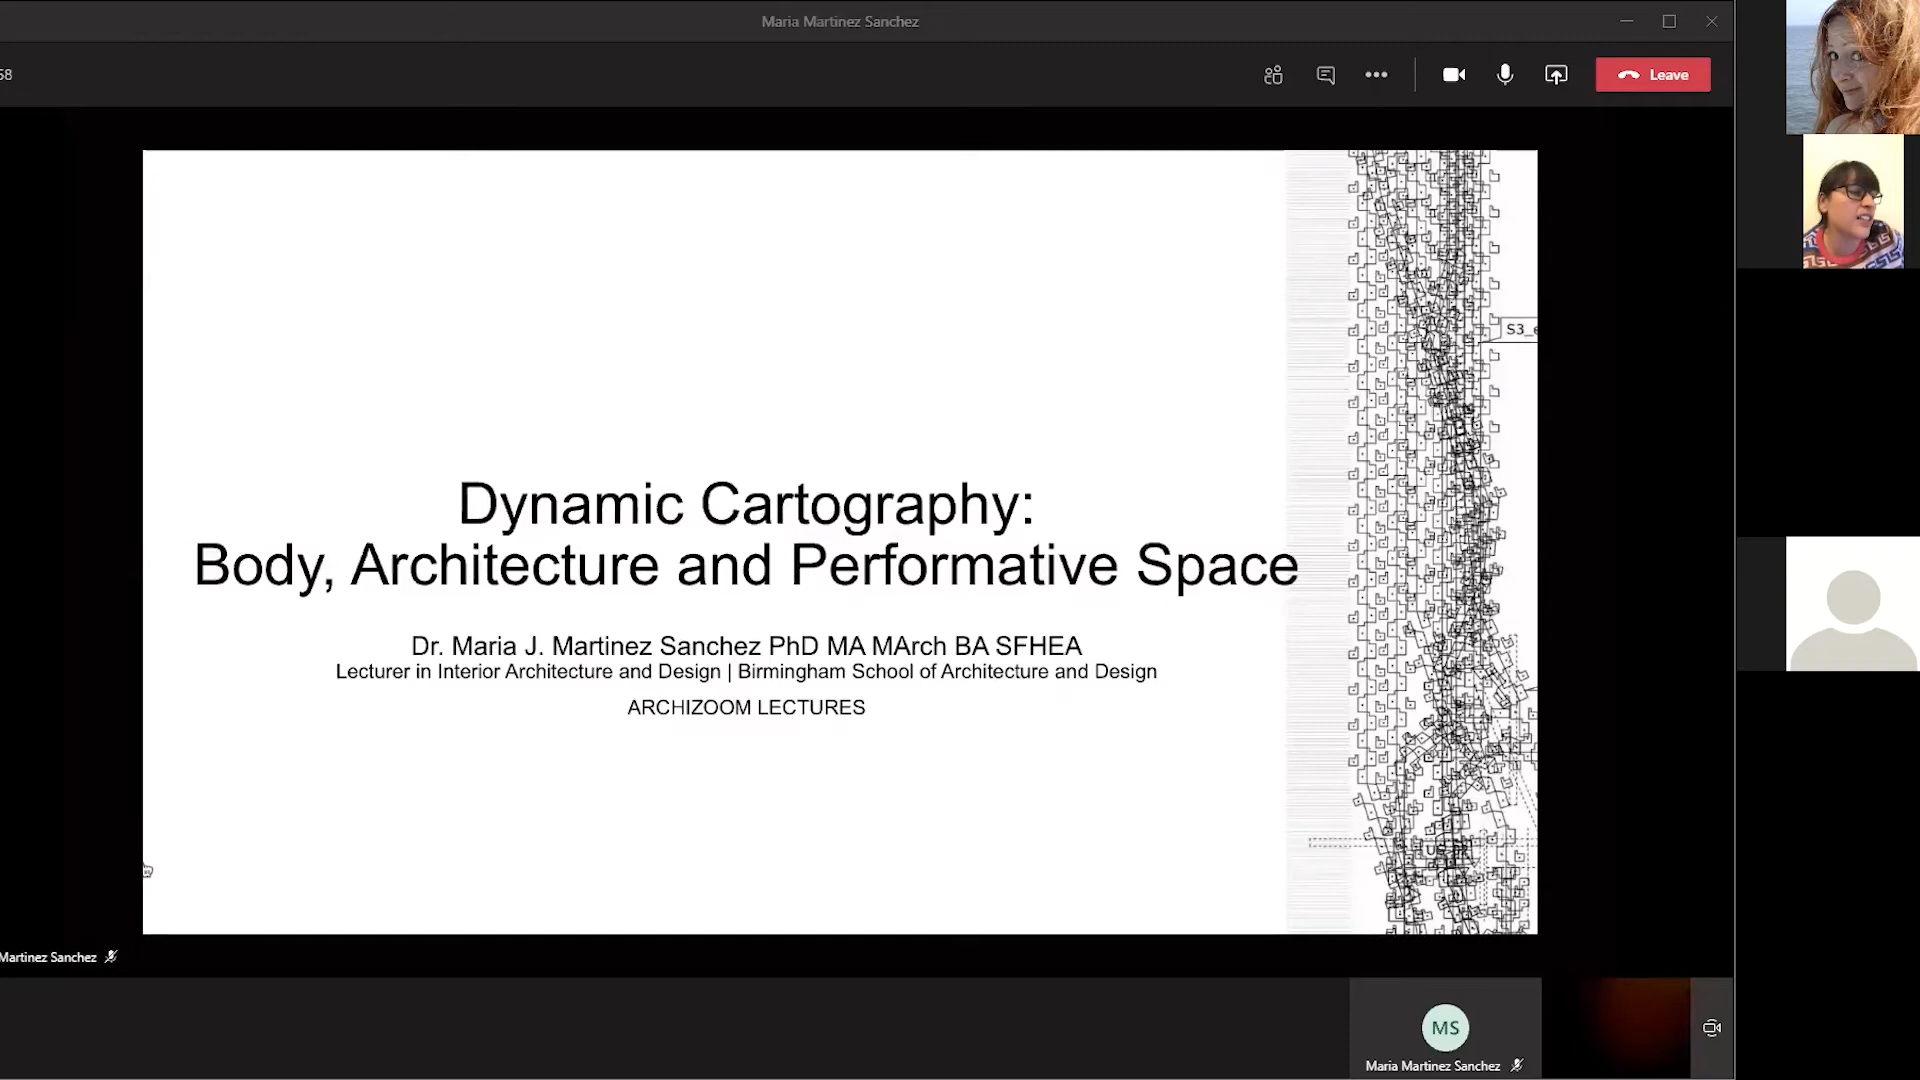 Maria Martinez Sanchez
58
Leave
S3_e
Dynamic Cartography:
Body, Architecture and Performative Space
Dr. Maria J. Martinez Sanchez PhD MA MArch BA SFHEA
Lecturer in Interior Architecture and Design | Birmingham School of Architecture and Design
ARCHIZOOM LECTURES
Martinez Sanchez
MS
Maria Martinez Sanchez